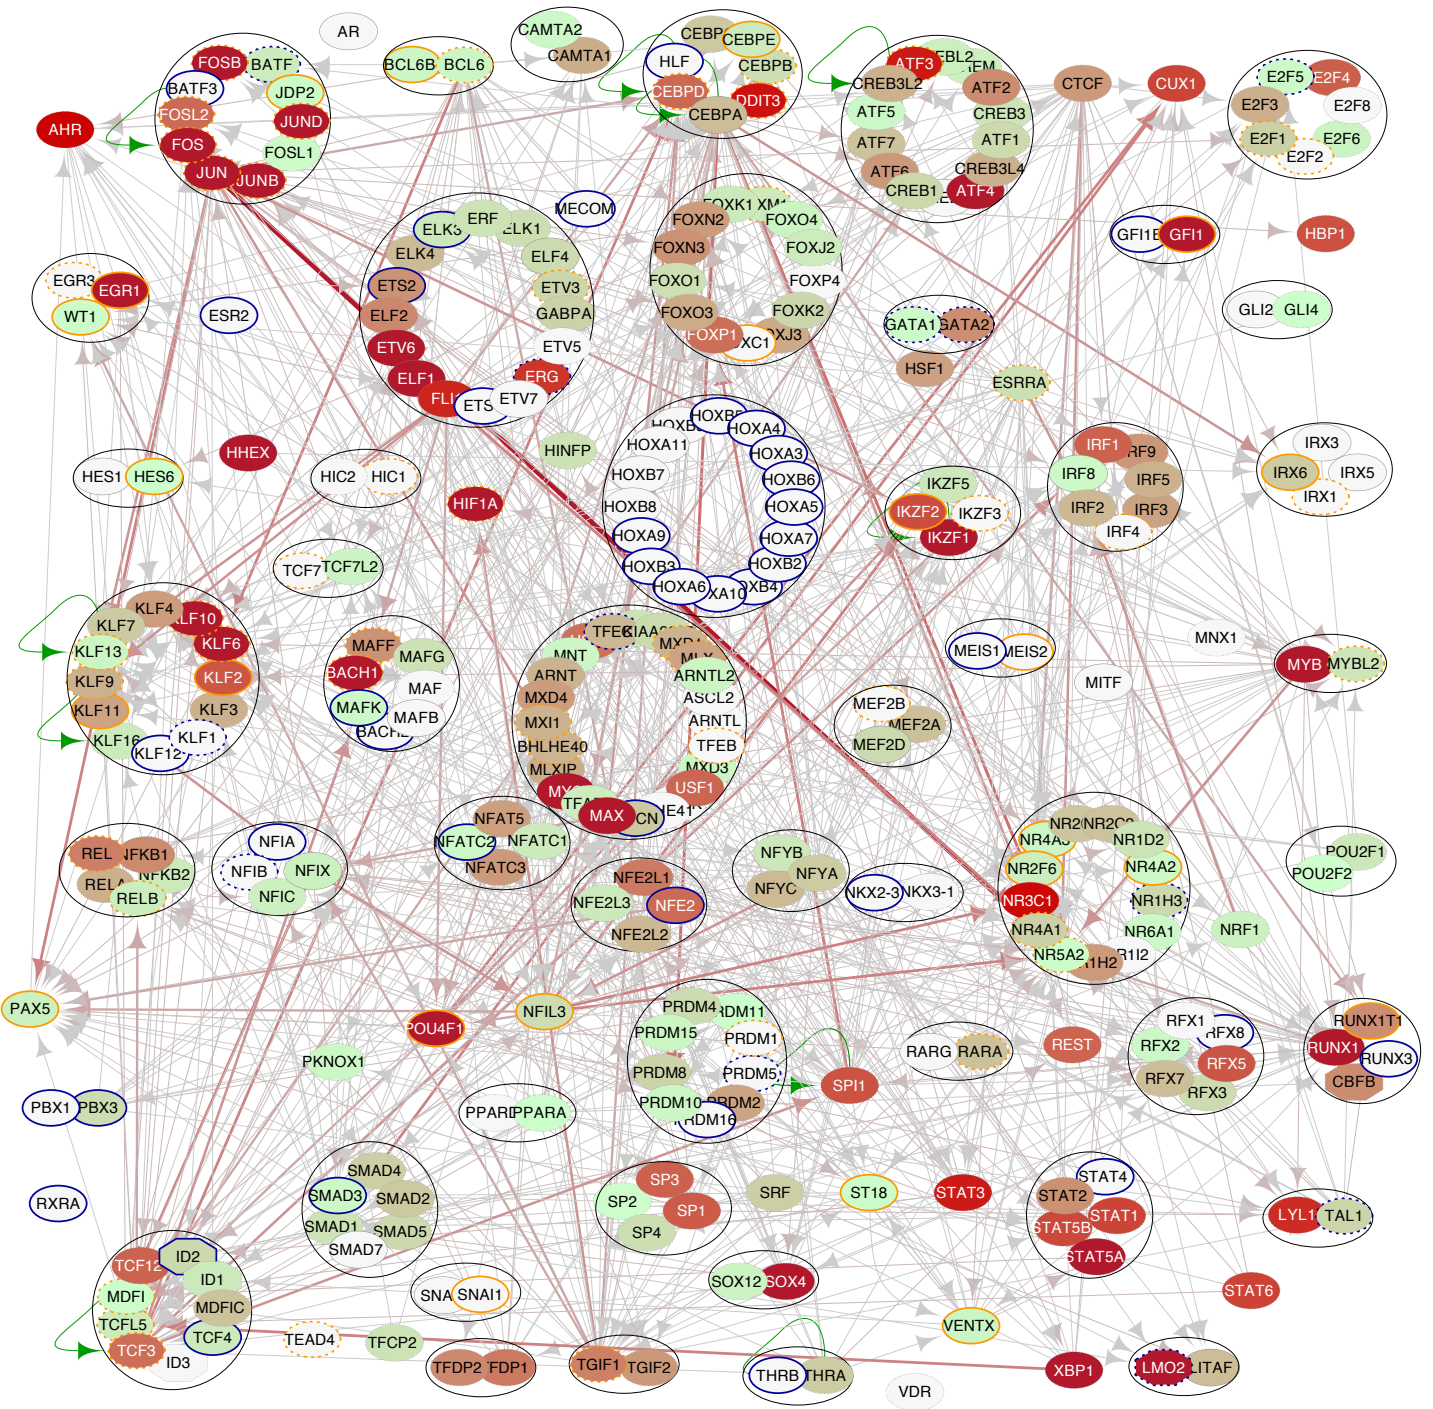 AR
CAMTA2
CAMTA1
BCL6B
BCL6
CEBPE
HLF
CEBPB
CEBPD
DDIT3
CEBPA
ATF3
CREB3L2
ATF2
ATF5
CREB3
ATF7
ATF1
ATF6
CREB3L4
CREB1
ATF4
CTCF
CUX1
E2F5
E2F4
E2F3
E2F8
E2F1
E2F6
E2F2
FOSB
BATF
BATF3
JDP2
FOSL2
JUND
FOS
FOSL1
JUN
JUNB
AHR
MECOM
ERF
ELK3
ELK1
ELK4
ELF4
ETS2
ETV3
ELF2
GABPA
ETV6
ETV5
ELF1
ERG
ETV7
FOXK1
FOXN2
FOXO4
FOXN3
FOXJ2
FOXO1
FOXP4
FOXO3
FOXK2
FOXP1
GFI1
HBP1
GLI2
GLI4
GATA1
GATA2
HSF1
ESRRA
EGR3
EGR1
WT1
ESR2
HES1
HES6
HHEX
HIC2
HIC1
HINFP
HIF1A
TCF7
TCF7L2
HOXA4
HOXA11
HOXA3
HOXB7
HOXB6
HOXB8
HOXA5
HOXA9
HOXA7
HOXB3
HOXB2
HOXA6
IKZF5
IKZF2
IKZF3
IKZF1
IRF1
IRF8
IRF5
IRF2
IRF3
IRF4
IRX3
IRX6
IRX5
IRX1
KLF4
KLF10
KLF7
KLF6
KLF13
KLF2
KLF9
KLF3
KLF11
KLF1
KLF16
KLF12
MAFF
MAFG
BACH1
MAF
MAFK
MAFB
MNT
ARNT
ARNTL2
MXD4
ASCL2
MXI1
ARNTL
BHLHE40
TFEB
MLXIP
MXD3
USF1
MAX
MEIS1
MEIS2
MNX1
MITF
MYB
MYBL2
MEF2B
MEF2A
MEF2D
REL
NFKB1
NFKB2
RELB
NFIA
NFIB
NFIX
NFIC
NFAT5
NFATC2
NFATC1
NFATC3
NFE2L1
NFE2L3
NFE2
NFE2L2
NFYB
NFYA
NFYC
NKX2-3
NKX3-1
NR1D2
NR2F6
NR4A2
NR3C1
NR1H3
NR4A1
NR6A1
NR5A2
NRF1
POU2F1
POU2F2
PAX5
POU4F1
NFIL3
PKNOX1
PRDM4
PRDM15
PRDM1
PRDM8
PRDM5
PRDM10
PRDM2
SPI1
RARG
RARA
REST
RFX1
RFX8
RFX2
RFX5
RFX7
RFX3
RUNX1T1
RUNX1
RUNX3
CBFB
PBX1
PBX3
PPARA
RXRA
SMAD4
SMAD3
SMAD2
SMAD1
SMAD5
SMAD7
SP3
SP2
SP1
SP4
SRF
ST18
STAT3
STAT4
STAT2
STAT1
STAT5B
STAT5A
LYL1
TAL1
STAT6
TCF12
ID2
ID1
MDFI
MDFIC
TCFL5
TCF4
TCF3
ID3
SNAI1
SOX12
SOX4
TEAD4
TFCP2
TFDP2
TFDP1
TGIF1
TGIF2
THRB
THRA
VENTX
VDR
XBP1
LMO2
LITAF